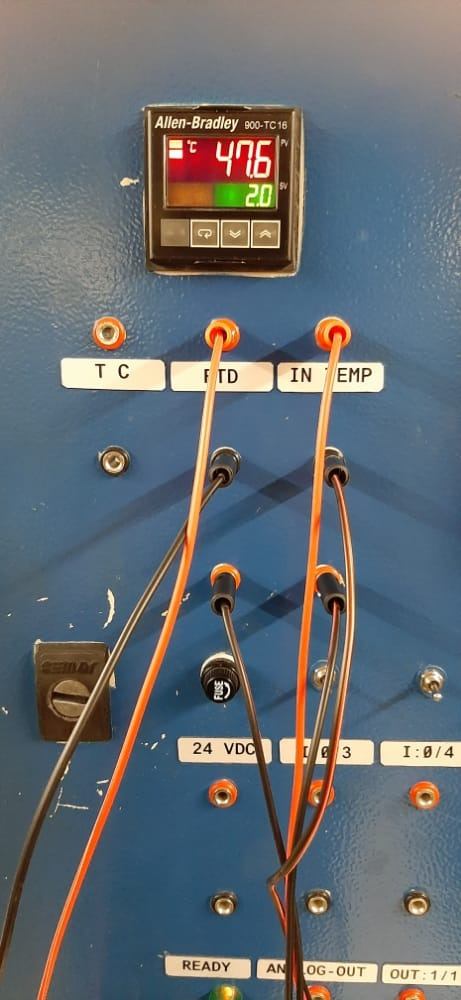 Allen-Bradley 900-TC16
°C 47.6 PV
2.0 SV
TC
RTD
IN TEMP
FUSE
24 VDC
I:0/3
I:0/4
READY
ANALOG-OUT
OUT:1/1